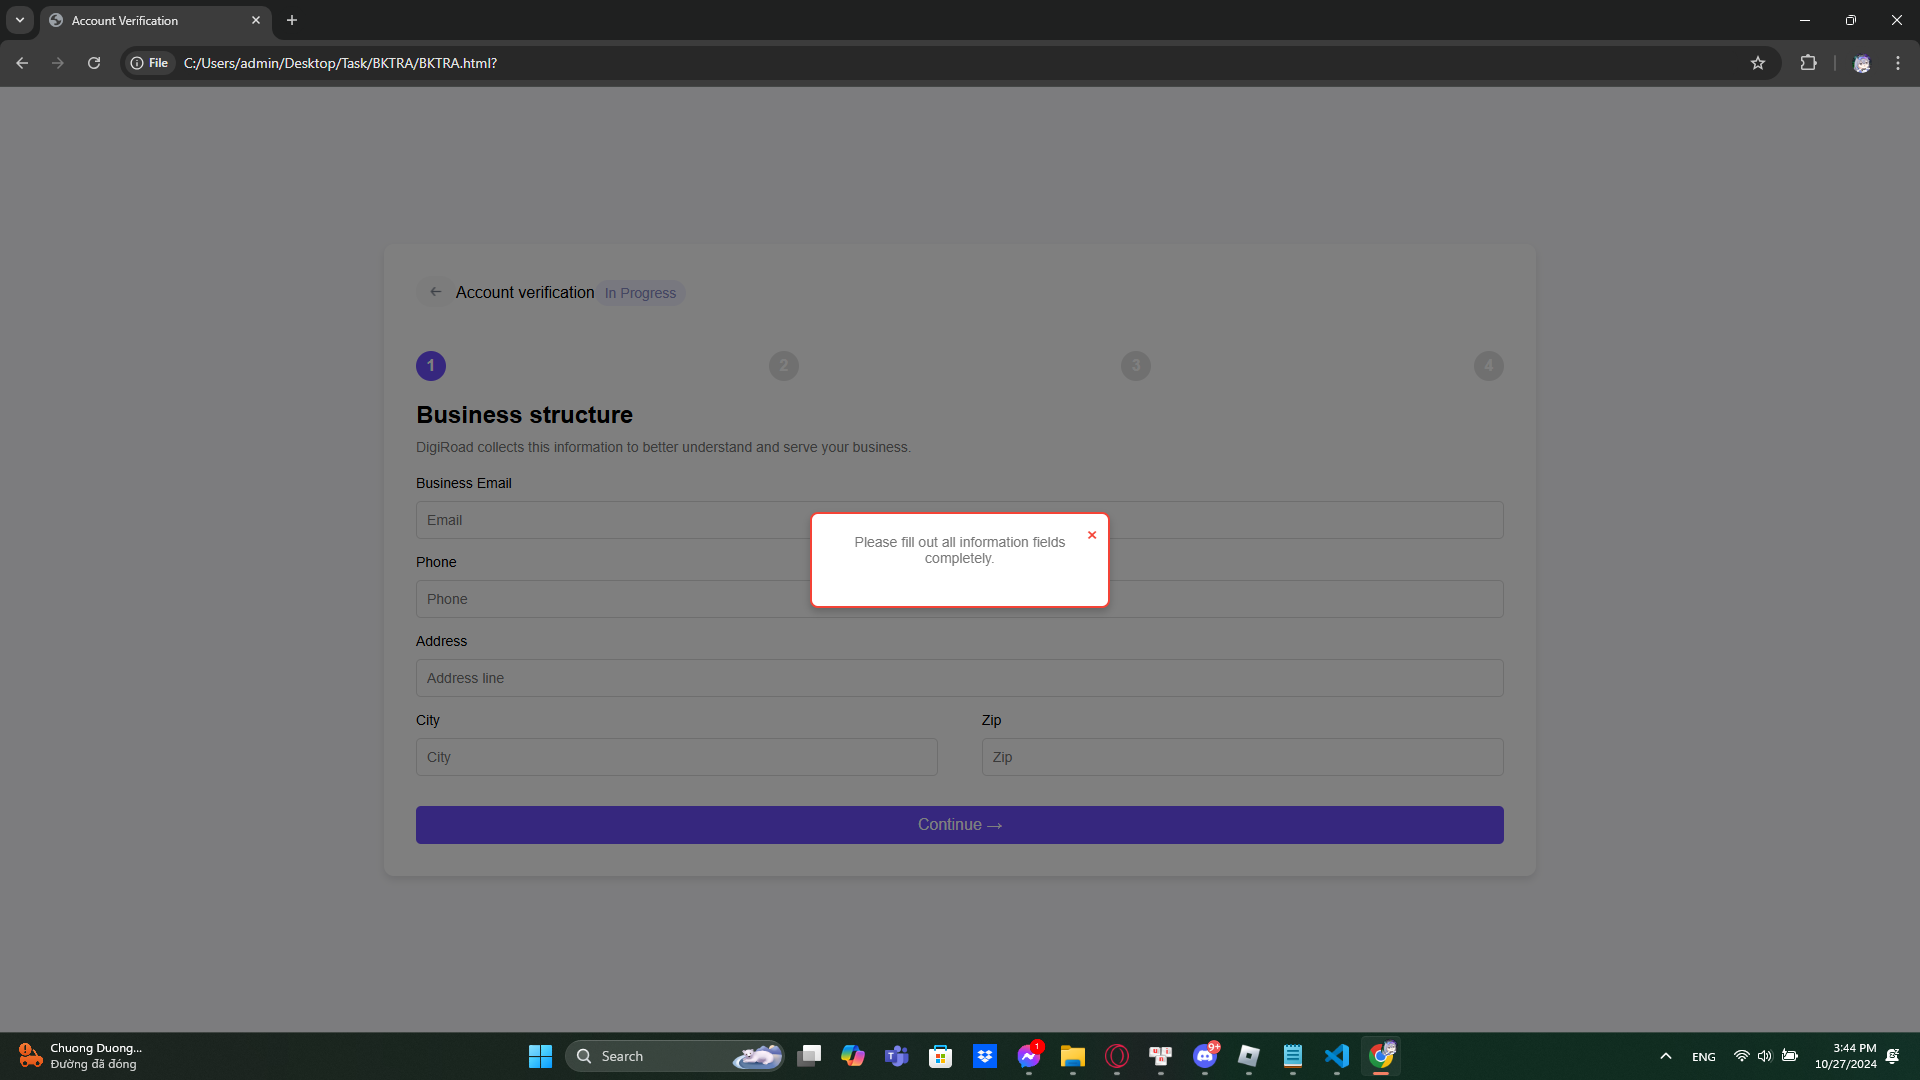 Account Verification
File
C:/Users/admin/Desktop/Task/BKTRA/BKTRA.html?
Account verification In Progress
1
2
3
4
Business structure
DigiRoad collects this information to better understand and serve your business.
Business Email
Email
Please fill out all information fields
completely.
×
Phone
Phone
Address
Address line
City
Zip
City
Zip
Continue →
Chuong Duong...
Đường đã đóng
Search
1
9+
ENG
3:44 PM
10/27/2024